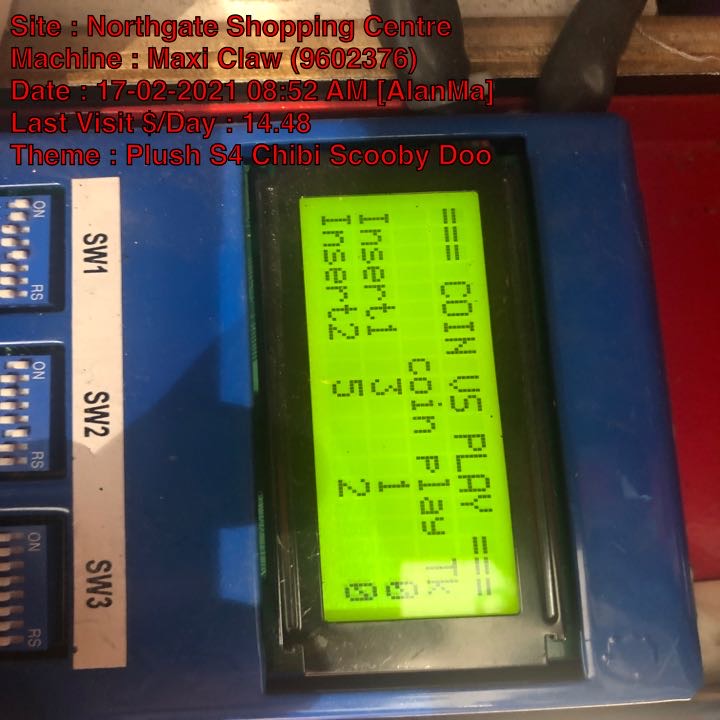 Site : Northgate Shopping Centre
Machine : Maxi Claw (9602376)
Date : 17-02-2021 08:52 AM [AlanMa]
Last Visit $/Day : 14.48
Theme : Plush S4 Chibi Scooby Doo
=== COIN VS PLAY ===
coin Play TK
Insert1 3 1 0
Insert2 5 2 0
SW1
ON
RS
SW2
ON
RS
SW3
ON
RS